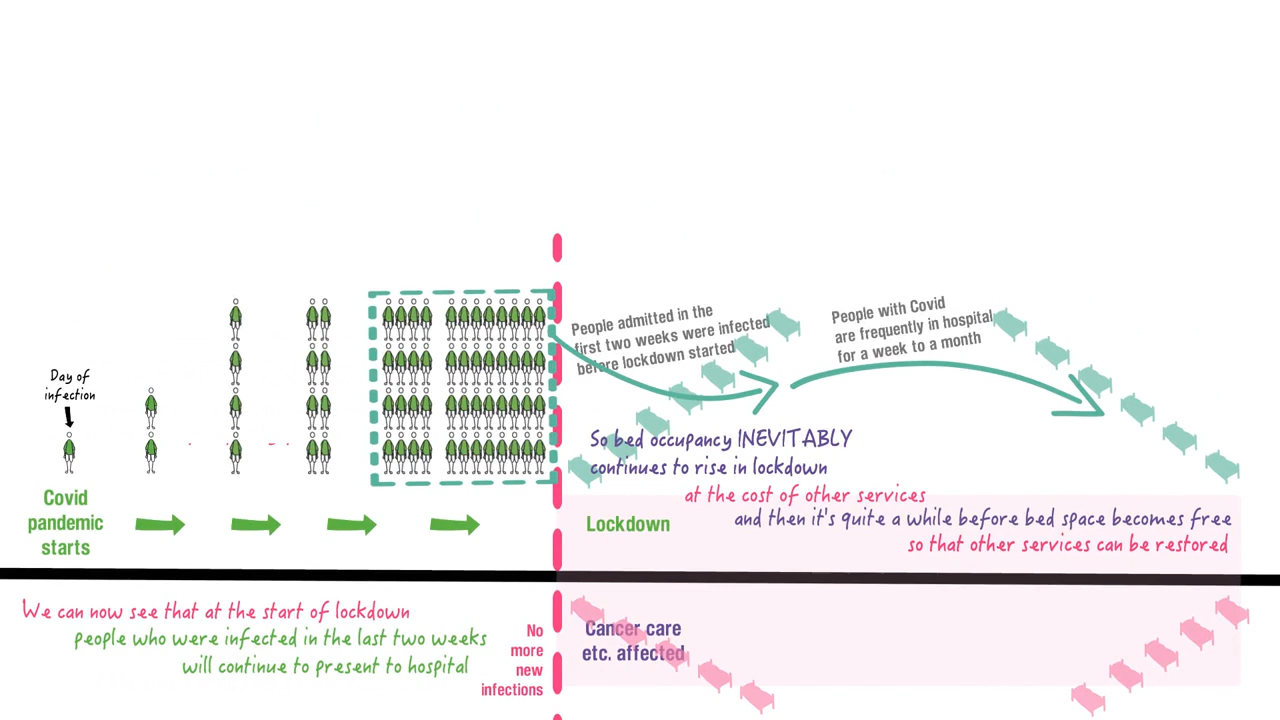 Day of
infection
Covid
pandemic
starts
People admitted in the
first two weeks were infected
before lockdown started
People with Covid
are frequently in hospital
for a week to a month
So bed occupancy INEVITABLY
continues to rise in lockdown
at the cost of other services
Lockdown
and then it's quite a while before bed space becomes free
so that other services can be restored
We can now see that at the start of lockdown
people who were infected in the last two weeks
will continue to present to hospital
No
more
new
infections
Cancer care
etc. affected